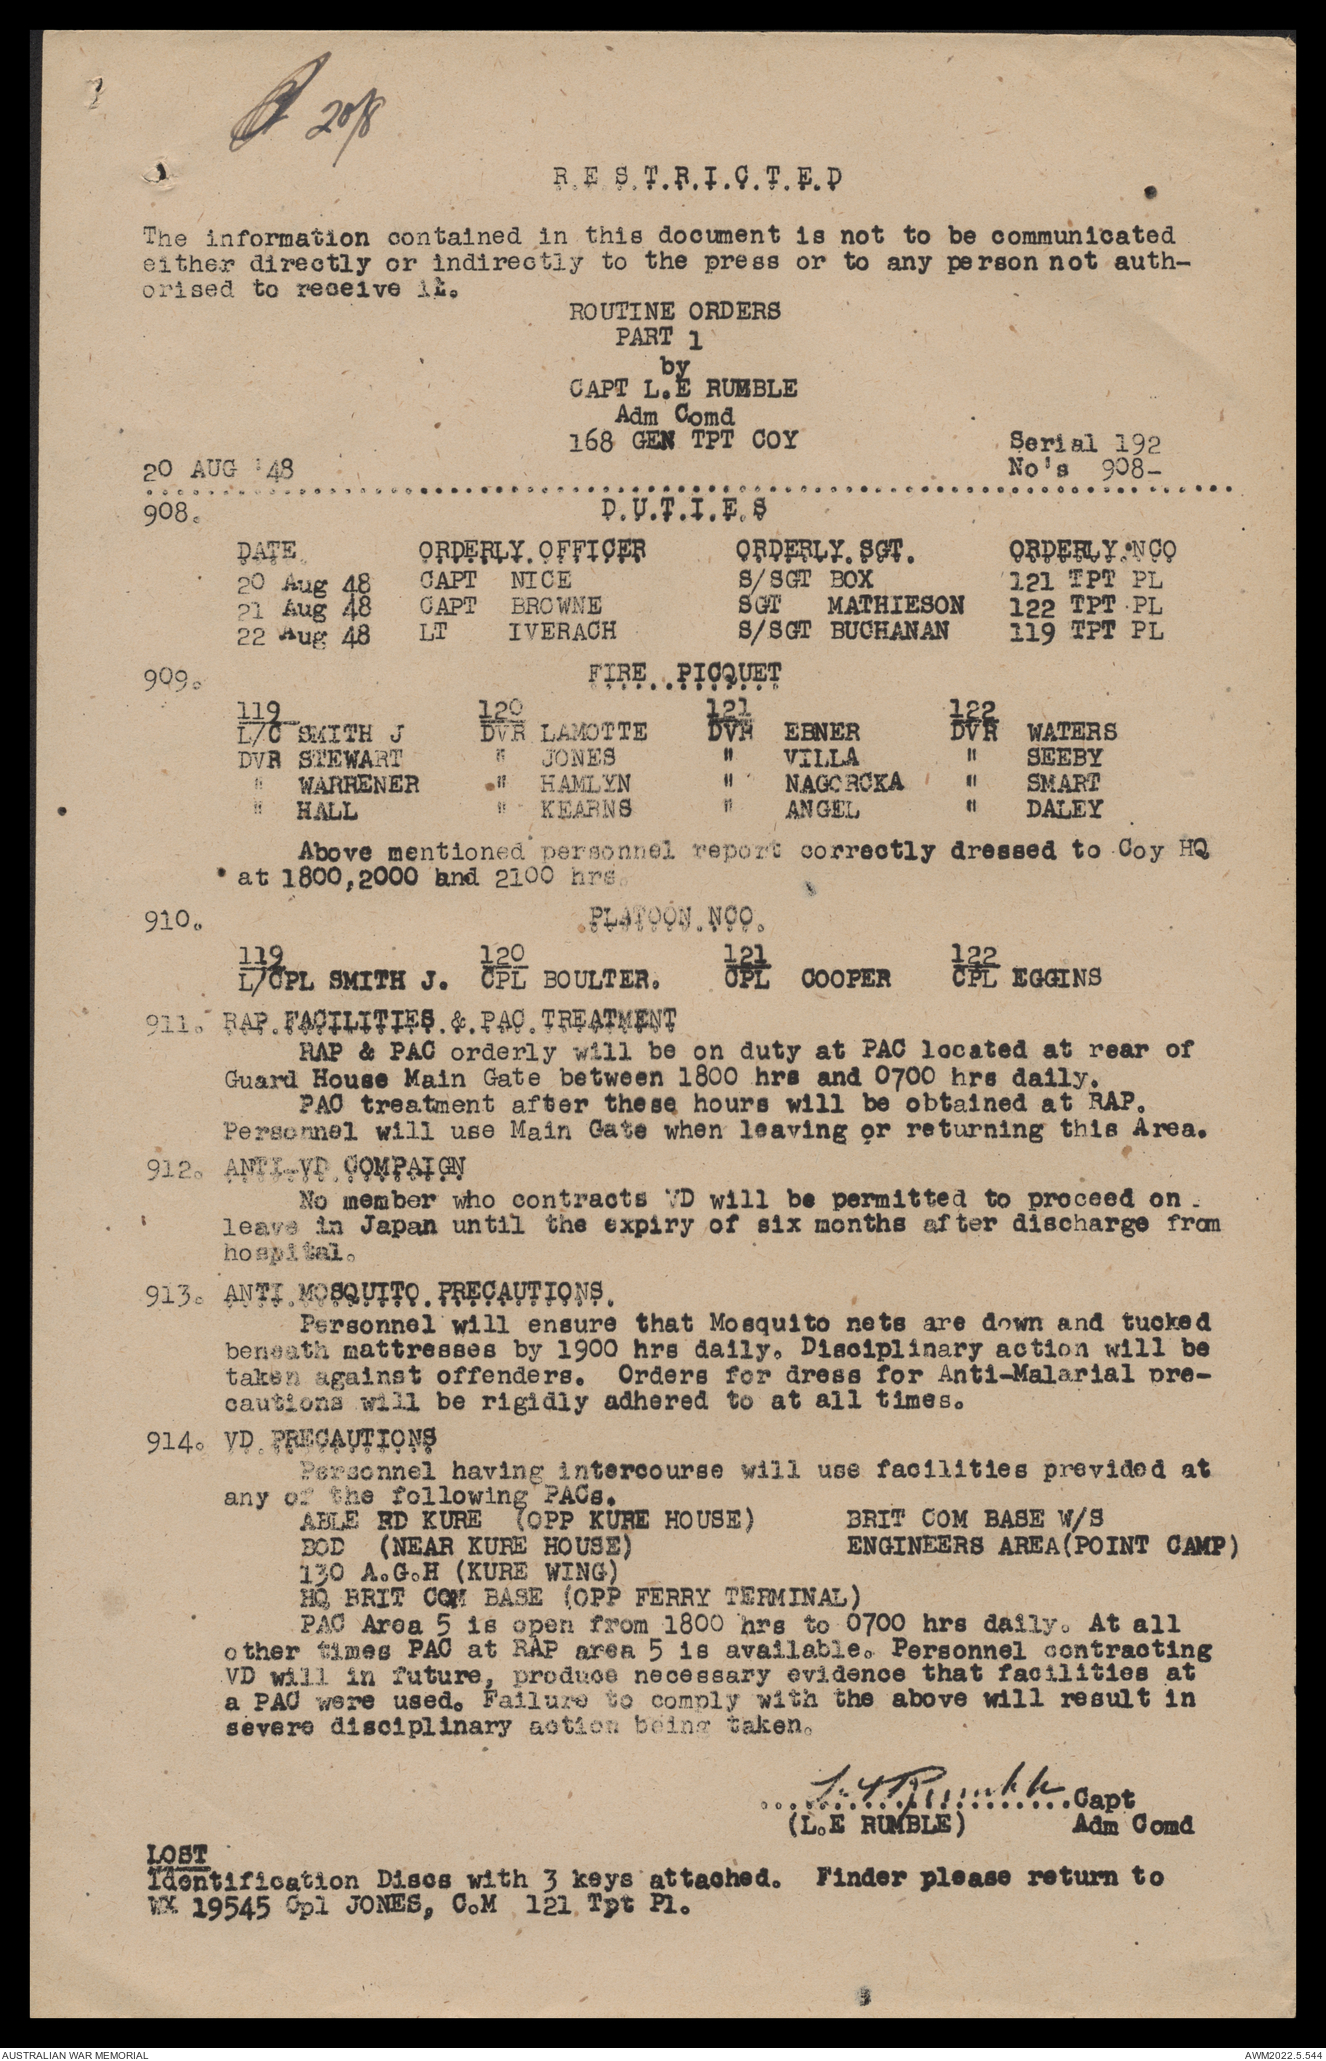 20/8
R.E.S.T.R.I.C.T.E.D
The information contained in this document is not to be communicated
either directly or indirectly to the press or to any person not auth-
orised to receive it.
ROUTINE ORDERS
PART 1
by
CAPT L.E RUMBLE
Adm Comd
168 GEN TPT COY
Serial 192
20 AUG '48
No's 908-
908. D.U.T.I.E.S
DATE ORDERLY OFFICER ORDERLY SGT. ORDERLY NCO
20 Aug 48 CAPT NICE S/SGT BOX 121 TPT PL
21 Aug 48 CAPT BROWNE SGT MATHIESON 122 TPT PL
22 Aug 48 LT IVERACH S/SGT BUCHANAN 119 TPT PL
909. FIRE PICQUET
119 120 121 122
L/C SMITH J DVR LAMOTTE DVR EBNER DVR WATERS
DVR STEWART " JONES " VILLA " SEEBY
" WARRENER " HAMLYN " NAGORCKA " SMART
" HALL " KEARNS " ANGEL " DALEY
Above mentioned personnel report correctly dressed to Coy HQ
at 1800,2000 and 2100 hrs.
910. PLATOON NCO.
119 120 121 122
L/CPL SMITH J. CPL BOULTER. CPL COOPER CPL EGGINS
911. RAP FACILITIES & PAC TREATMENT
RAP & PAC orderly will be on duty at PAC located at rear of
Guard House Main Gate between 1800 hrs and 0700 hrs daily.
PAC treatment after these hours will be obtained at RAP.
Personnel will use Main Gate when leaving or returning this Area.
912. ANTI-VD COMPAIGN
No member who contracts VD will be permitted to proceed on
leave in Japan until the expiry of six months after discharge from
hospital.
913. ANTI MOSQUITO PRECAUTIONS.
Personnel will ensure that Mosquito nets are down and tucked
beneath mattresses by 1900 hrs daily. Disciplinary action will be
taken against offenders. Orders for dress for Anti-Malarial pre-
cautions will be rigidly adhered to at all times.
914. VD PRECAUTIONS
Personnel having intercourse will use facilities provided at
any of the following PACs.
ABLE RD KURE (OPP KURE HOUSE) BRIT COM BASE W/S
BOD (NEAR KURE HOUSE) ENGINEERS AREA(POINT CAMP)
130 A.G.H (KURE WING)
HQ BRIT COM BASE (OPP FERRY TERMINAL)
PAC Area 5 is open from 1800 hrs to 0700 hrs daily. At all
other times PAC at RAP area 5 is available. Personnel contracting
VD will in future, produce necessary evidence that facilities at
a PAC were used. Failure to comply with the above will result in
severe disciplinary action being taken.
L.E Rumble Capt
(L.E RUMBLE) Adm Comd
LOST
Identification Discs with 3 keys attached. Finder please return to
WX 19545 Cpl JONES, C.M 121 Tpt Pl.
AUSTRALIAN WAR MEMORIAL AWM2022.5.544